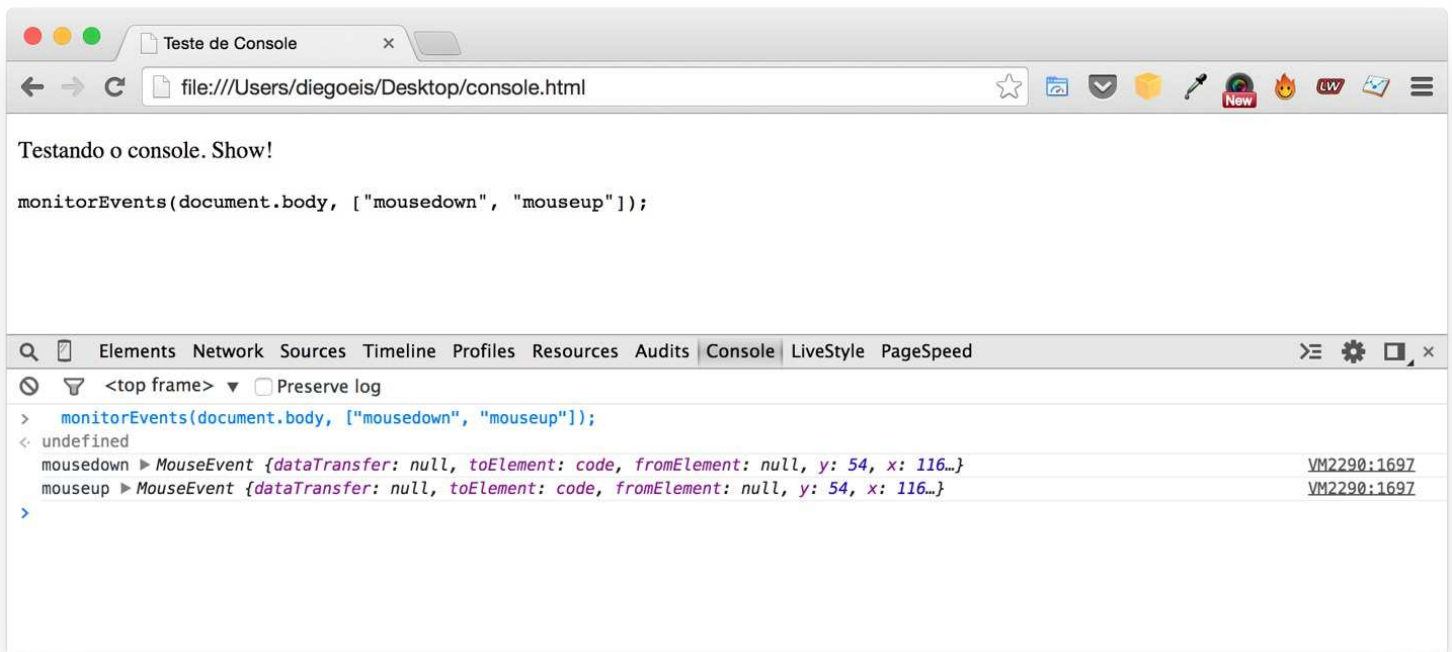 Teste de Console
file:///Users/diegoeis/Desktop/console.html
New
LW
Testando o console. Show!
monitorEvents(document.body, ["mousedown", "mouseup"]);
Elements Network Sources Timeline Profiles Resources Audits Console LiveStyle PageSpeed
<top frame> ▼ Preserve log
> monitorEvents(document.body, ["mousedown", "mouseup"]);
undefined
mousedown ▶ MouseEvent {dataTransfer: null, toElement: code, fromElement: null, y: 54, x: 116…} VM2290:1697
mouseup ▶ MouseEvent {dataTransfer: null, toElement: code, fromElement: null, y: 54, x: 116…} VM2290:1697
>